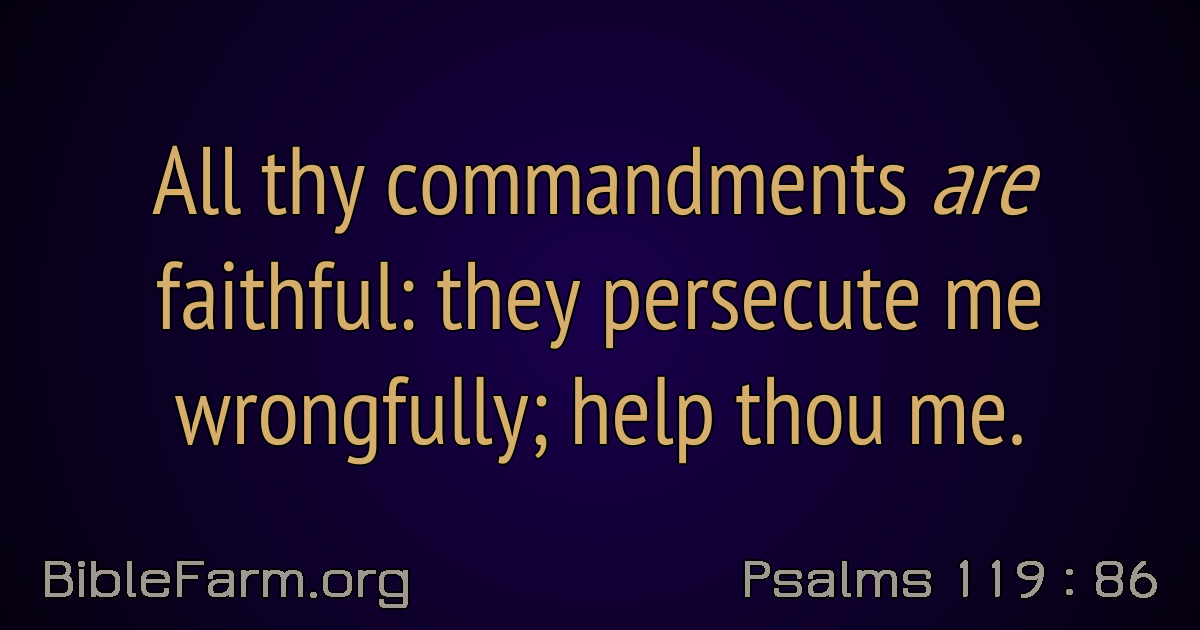 All thy commandments are
faithful: they persecute me
wrongfully; help thou me.
BibleFarm.org
Psalms 119 : 86